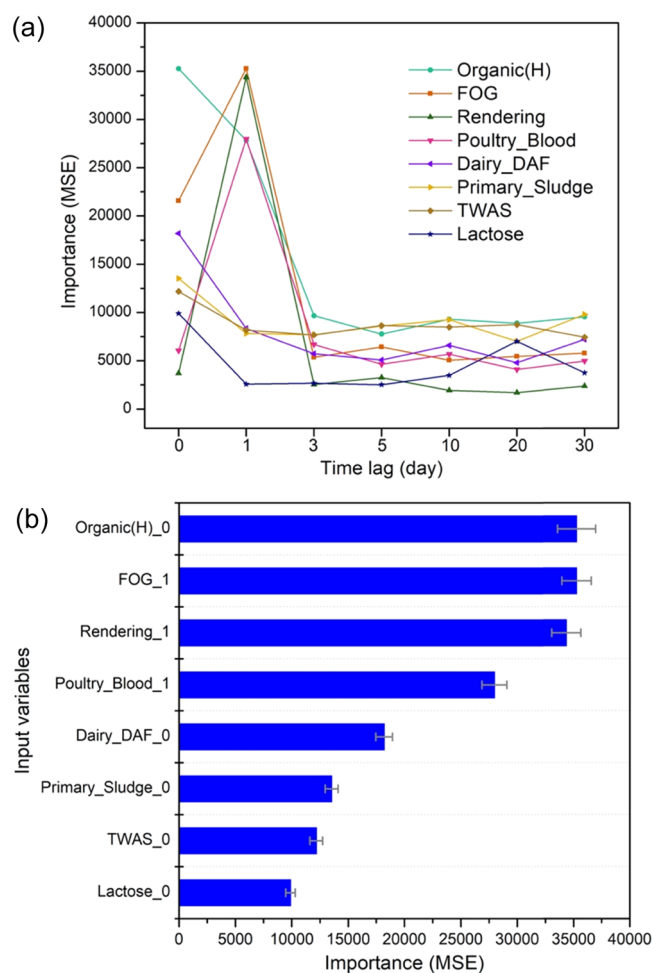 (a)
40000
35000
30000
25000
20000
15000
10000
5000
0
Importance (MSE)
Organic(H)
FOG
Rendering
Poultry_Blood
Dairy_DAF
Primary_Sludge
TWAS
Lactose
0 1 3 5 10 20 30
Time lag (day)
(b)
Input variables
Organic(H)_0
FOG_1
Rendering_1
Poultry_Blood_1
Dairy_DAF_0
Primary_Sludge_0
TWAS_0
Lactose_0
0 5000 10000 15000 20000 25000 30000 35000 40000
Importance (MSE)